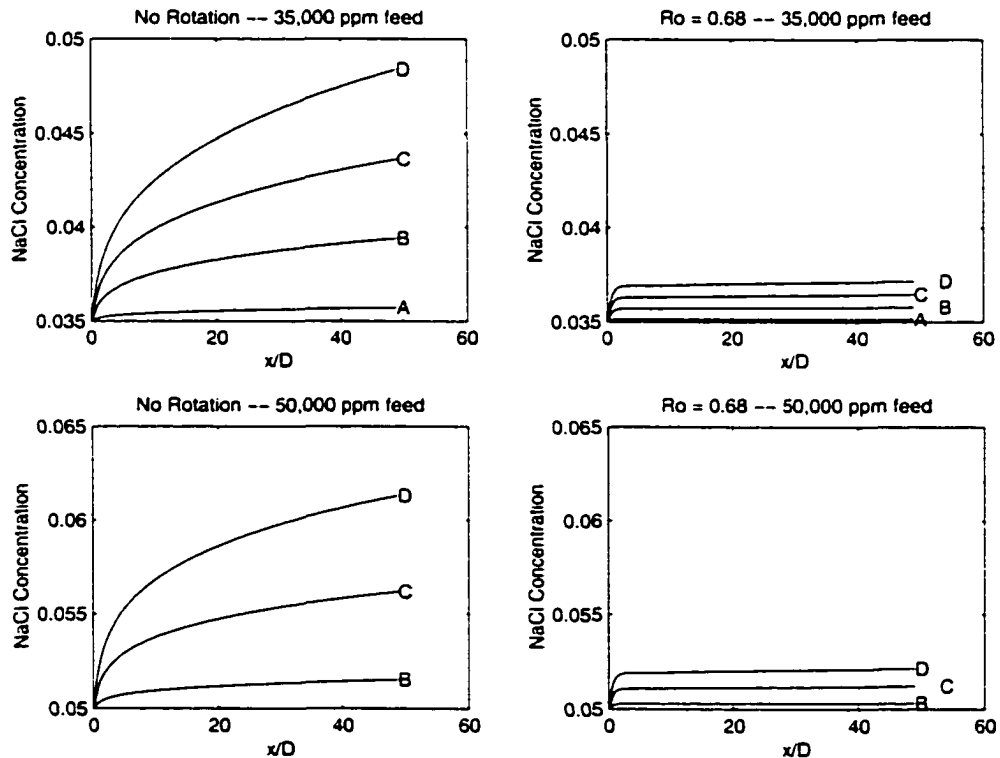 No Rotation -- 35,000 ppm feed
0.05
0.045
0.04
0.035
NaCl Concentration
D
C
B
A
0
20
40
60
x/D
Ro = 0.68 -- 35,000 ppm feed
0.05
0.045
0.04
0.035
NaCl Concentration
D
C
B
A
0
20
40
60
x/D
No Rotation -- 50,000 ppm feed
0.065
0.06
0.055
0.05
NaCl Concentration
D
C
B
0
20
40
60
x/D
Ro = 0.68 -- 50,000 ppm feed
0.065
0.06
0.055
0.05
NaCl Concentration
D
C
B
0
20
40
60
x/D